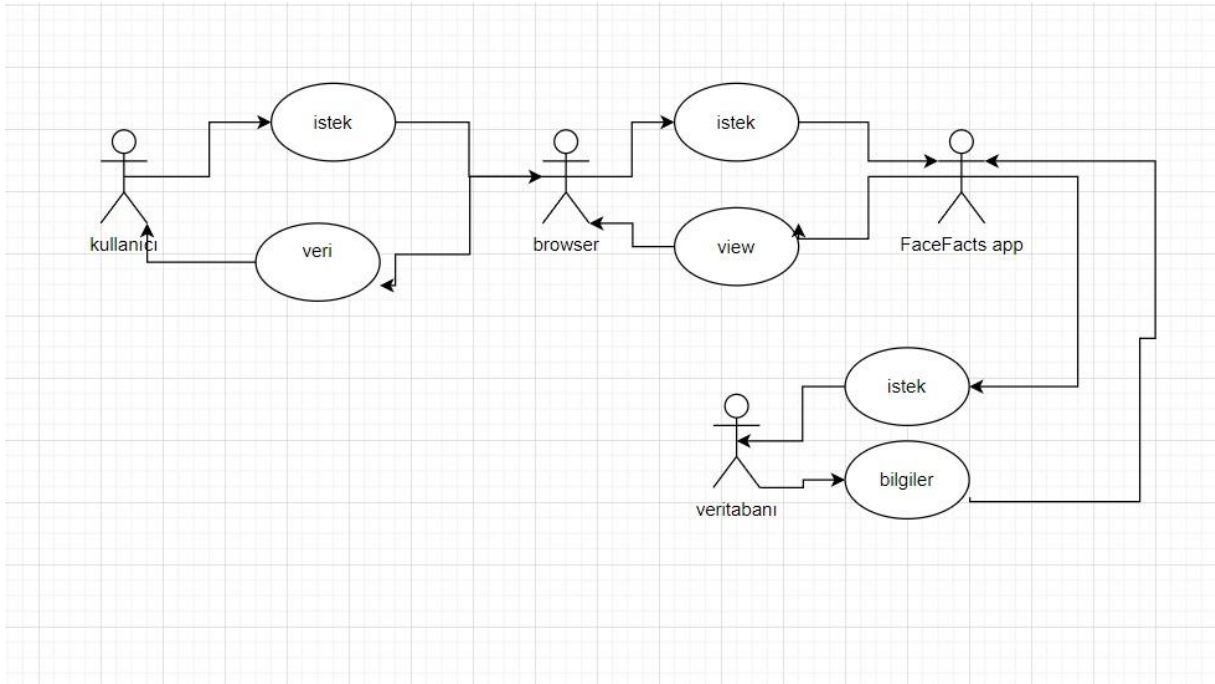 istek
istek
kullanıcı
veri
browser
view
FaceFacts app
istek
bilgiler
veritabanı